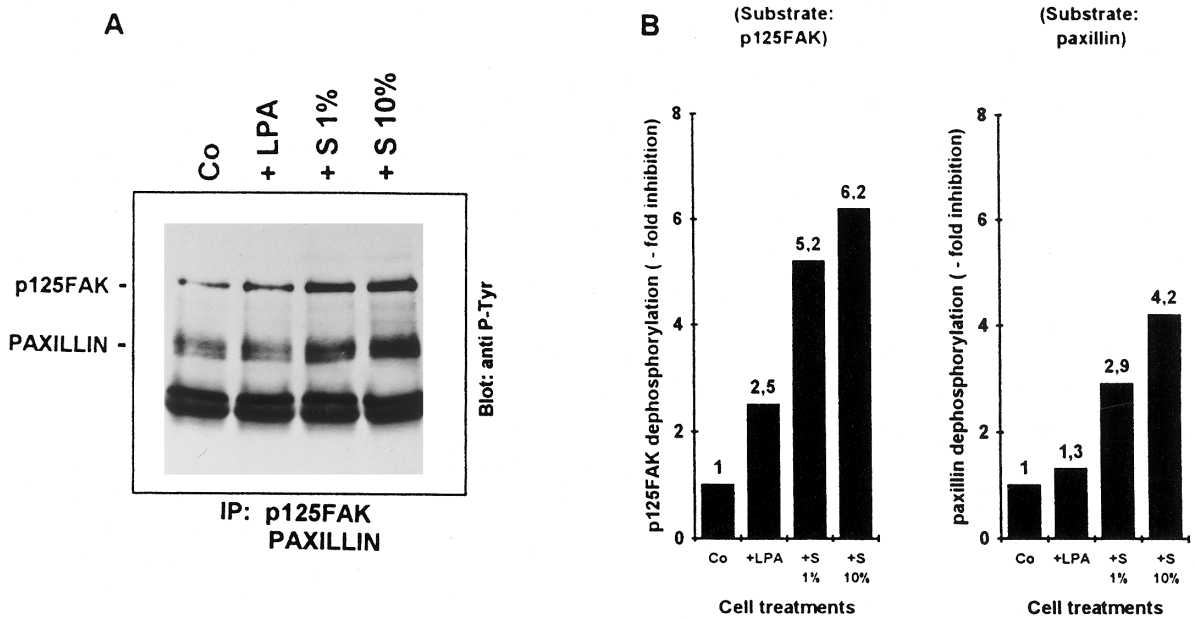 A
Co
+ LPA
+ S 1%
+ S 10%
p125FAK -
PAXILLIN -
Blot: anti P-Tyr
IP: p125FAK
PAXILLIN
B
(Substrate:
p125FAK)
p125FAK dephosphorylation ( - fold inhibition)
8
6
4
2
0
1
2,5
5,2
6,2
Co
+LPA
+S
1%
+S
10%
Cell treatments
(Substrate:
paxillin)
paxillin dephosphorylation ( - fold inhibition)
8
6
4
2
0
1
1,3
2,9
4,2
Co
+LPA
+S
1%
+S
10%
Cell treatments